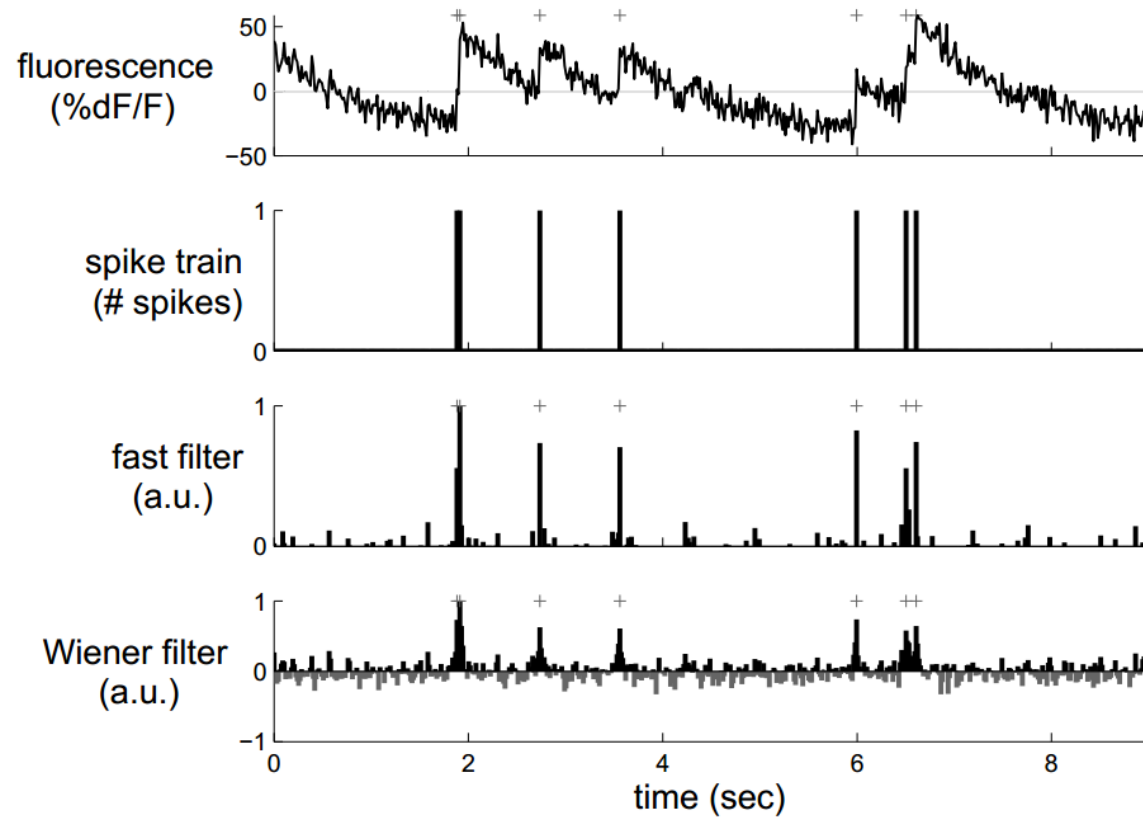 50
fluorescence
(%dF/F)
0
−50
1
spike train
(# spikes)
0
1
fast filter
(a.u.)
0
1
Wiener filter
(a.u.)
0
−1
0 2 4 6 8
time (sec)